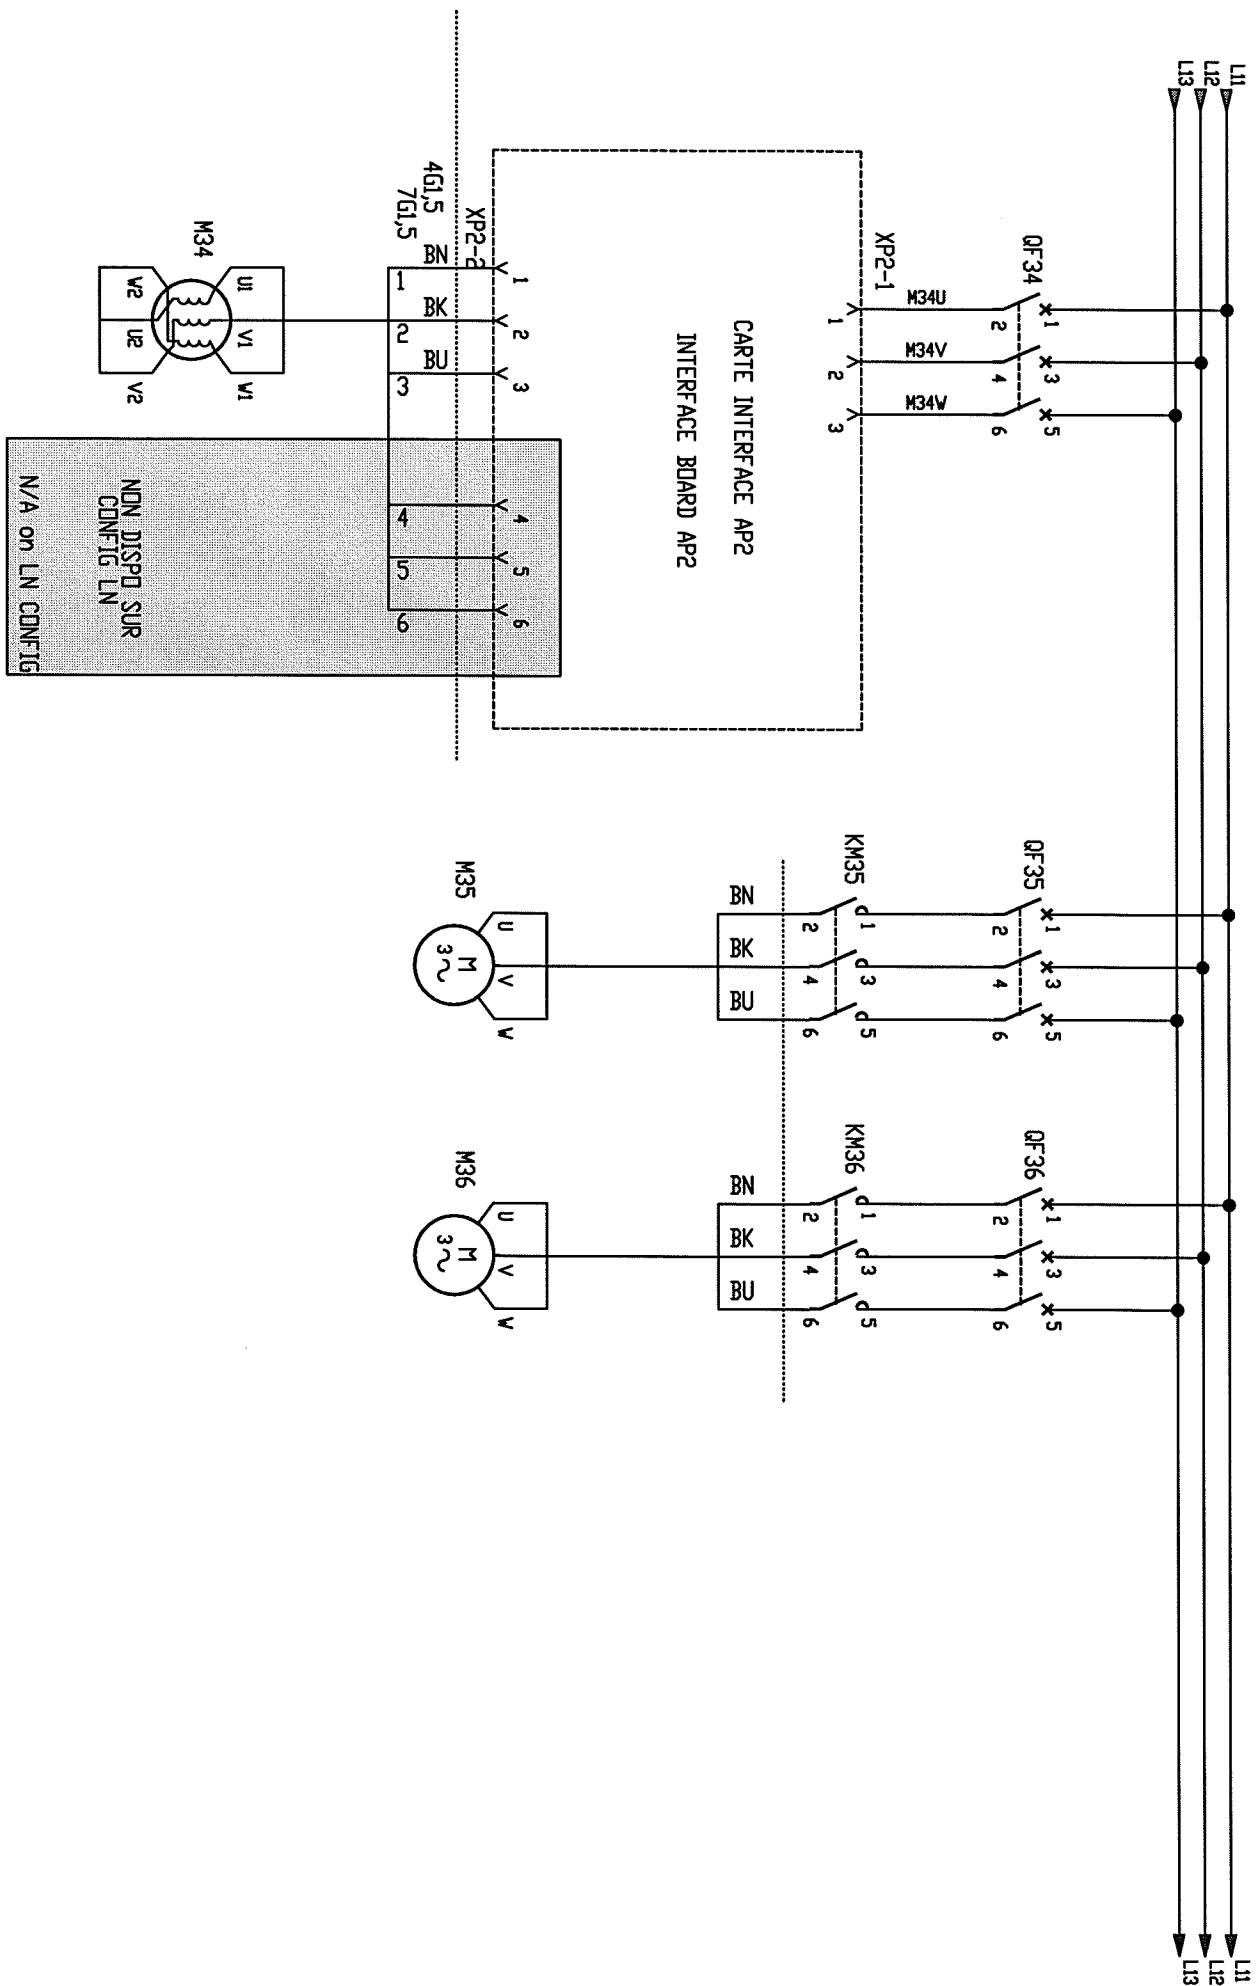 L11
L12
L13
L11
L12
L13
QF34
1 3 5
2 4 6
M34U
M34V
M34W
XP2-1
1 2 3
CARTE INTERFACE AP2
INTERFACE BOARD AP2
1 2 3 4 5 6
XP2-2
4G1,5
7G1,5
BN BK BU
1 2 3 4 5 6
M34
U1 V1 W1
W2 U2 V2
NON DISPO SUR
CONFIG LN
N/A on LN CONFIG
QF35
1 3 5
2 4 6
KM35
1 3 5
2 4 6
BN BK BU
M35
U V W
M
3~
QF36
1 3 5
2 4 6
KM36
1 3 5
2 4 6
BN BK BU
M36
U V W
M
3~